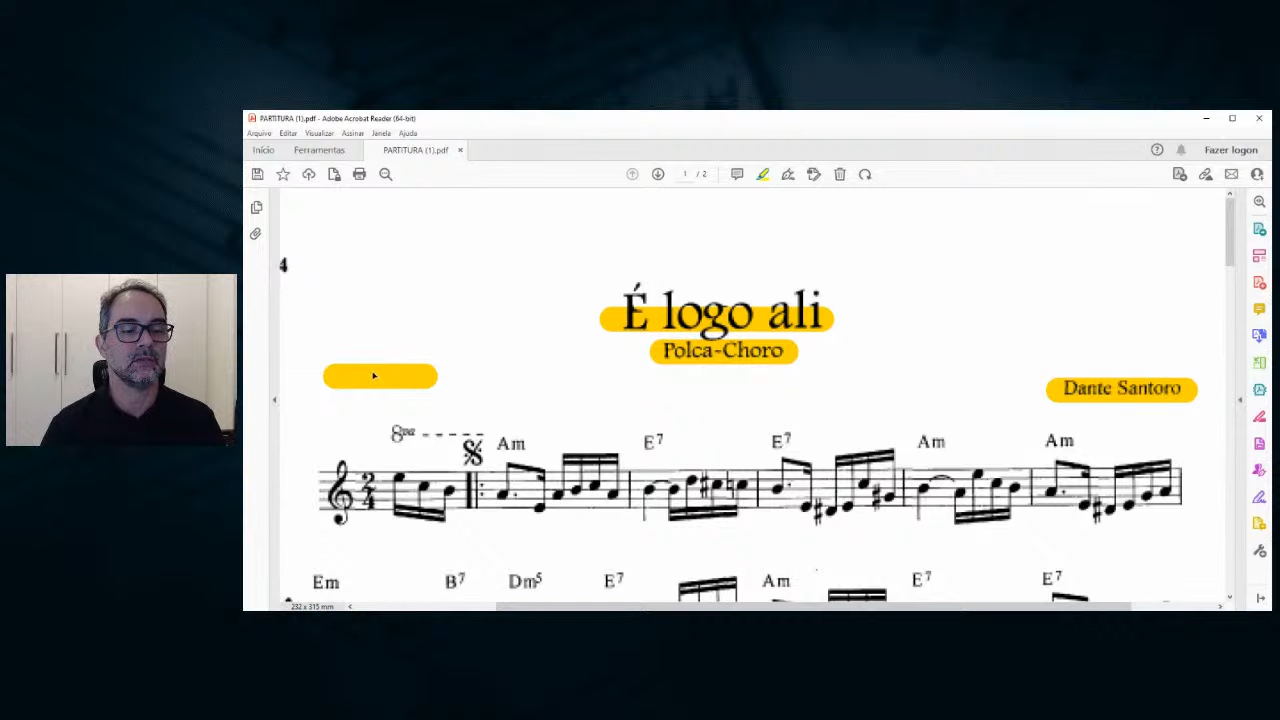 PARTITURA (1).pdf - Adobe Acrobat Reader (64-bit)
Arquivo Editar Visualizar Assinar Janela Ajuda
Início Ferramentas PARTITURA (1).pdf × Fazer logon
1 / 2
4
É logo ali
Polca-Choro
Dante Santoro
8va
Am E7 E7 Am Am
2
4
Em B7 Dm5 E7 Am E7 E7
232 x 315 mm